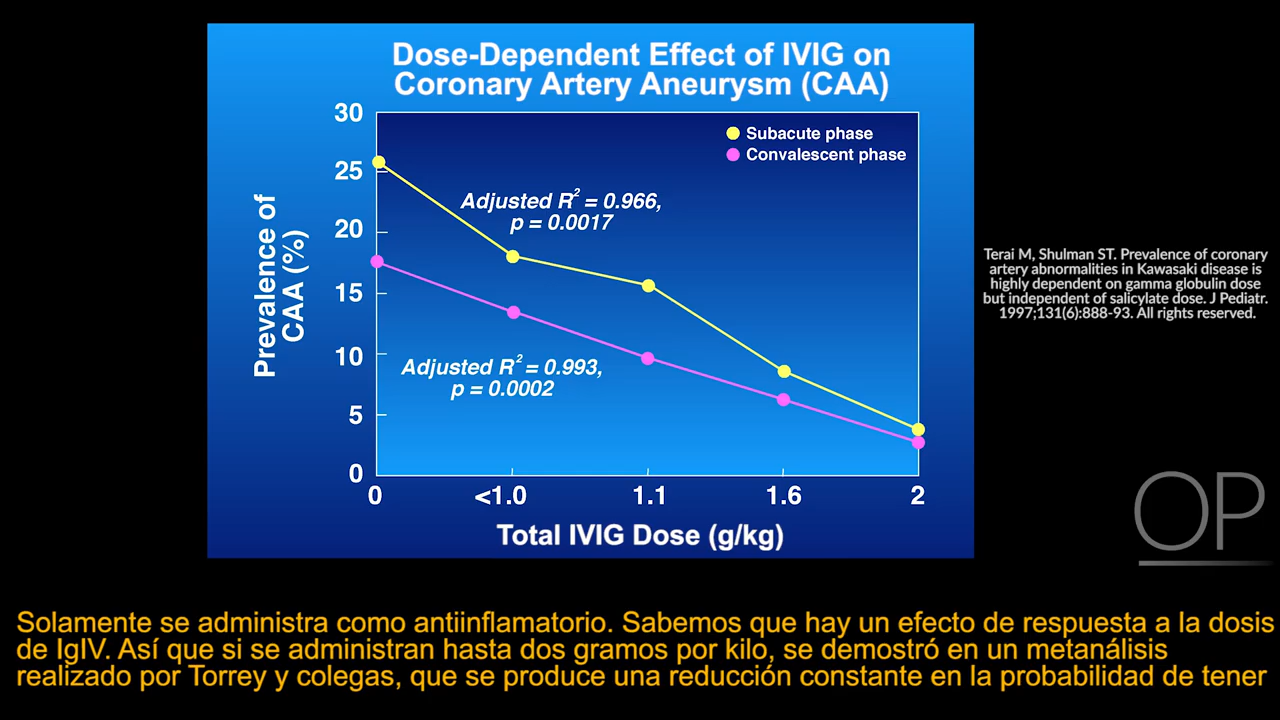 Dose-Dependent Effect of IVIG on
Coronary Artery Aneurysm (CAA)
30
25
20
15
10
5
0
Prevalence of
CAA (%)
Subacute phase
Convalescent phase
Adjusted R² = 0.966,
p = 0.0017
Adjusted R² = 0.993,
p = 0.0002
0 <1.0 1.1 1.6 2
Total IVIG Dose (g/kg)
Terai M, Shulman ST. Prevalence of coronary
artery abnormalities in Kawasaki disease is
highly dependent on gamma globulin dose
but independent of salicylate dose. J Pediatr.
1997;131(6):888-93. All rights reserved.
OP
Solamente se administra como antiinflamatorio. Sabemos que hay un efecto de respuesta a la dosis
de IgIV. Así que si se administran hasta dos gramos por kilo, se demostró en un metanálisis
realizado por Torrey y colegas, que se produce una reducción constante en la probabilidad de tener